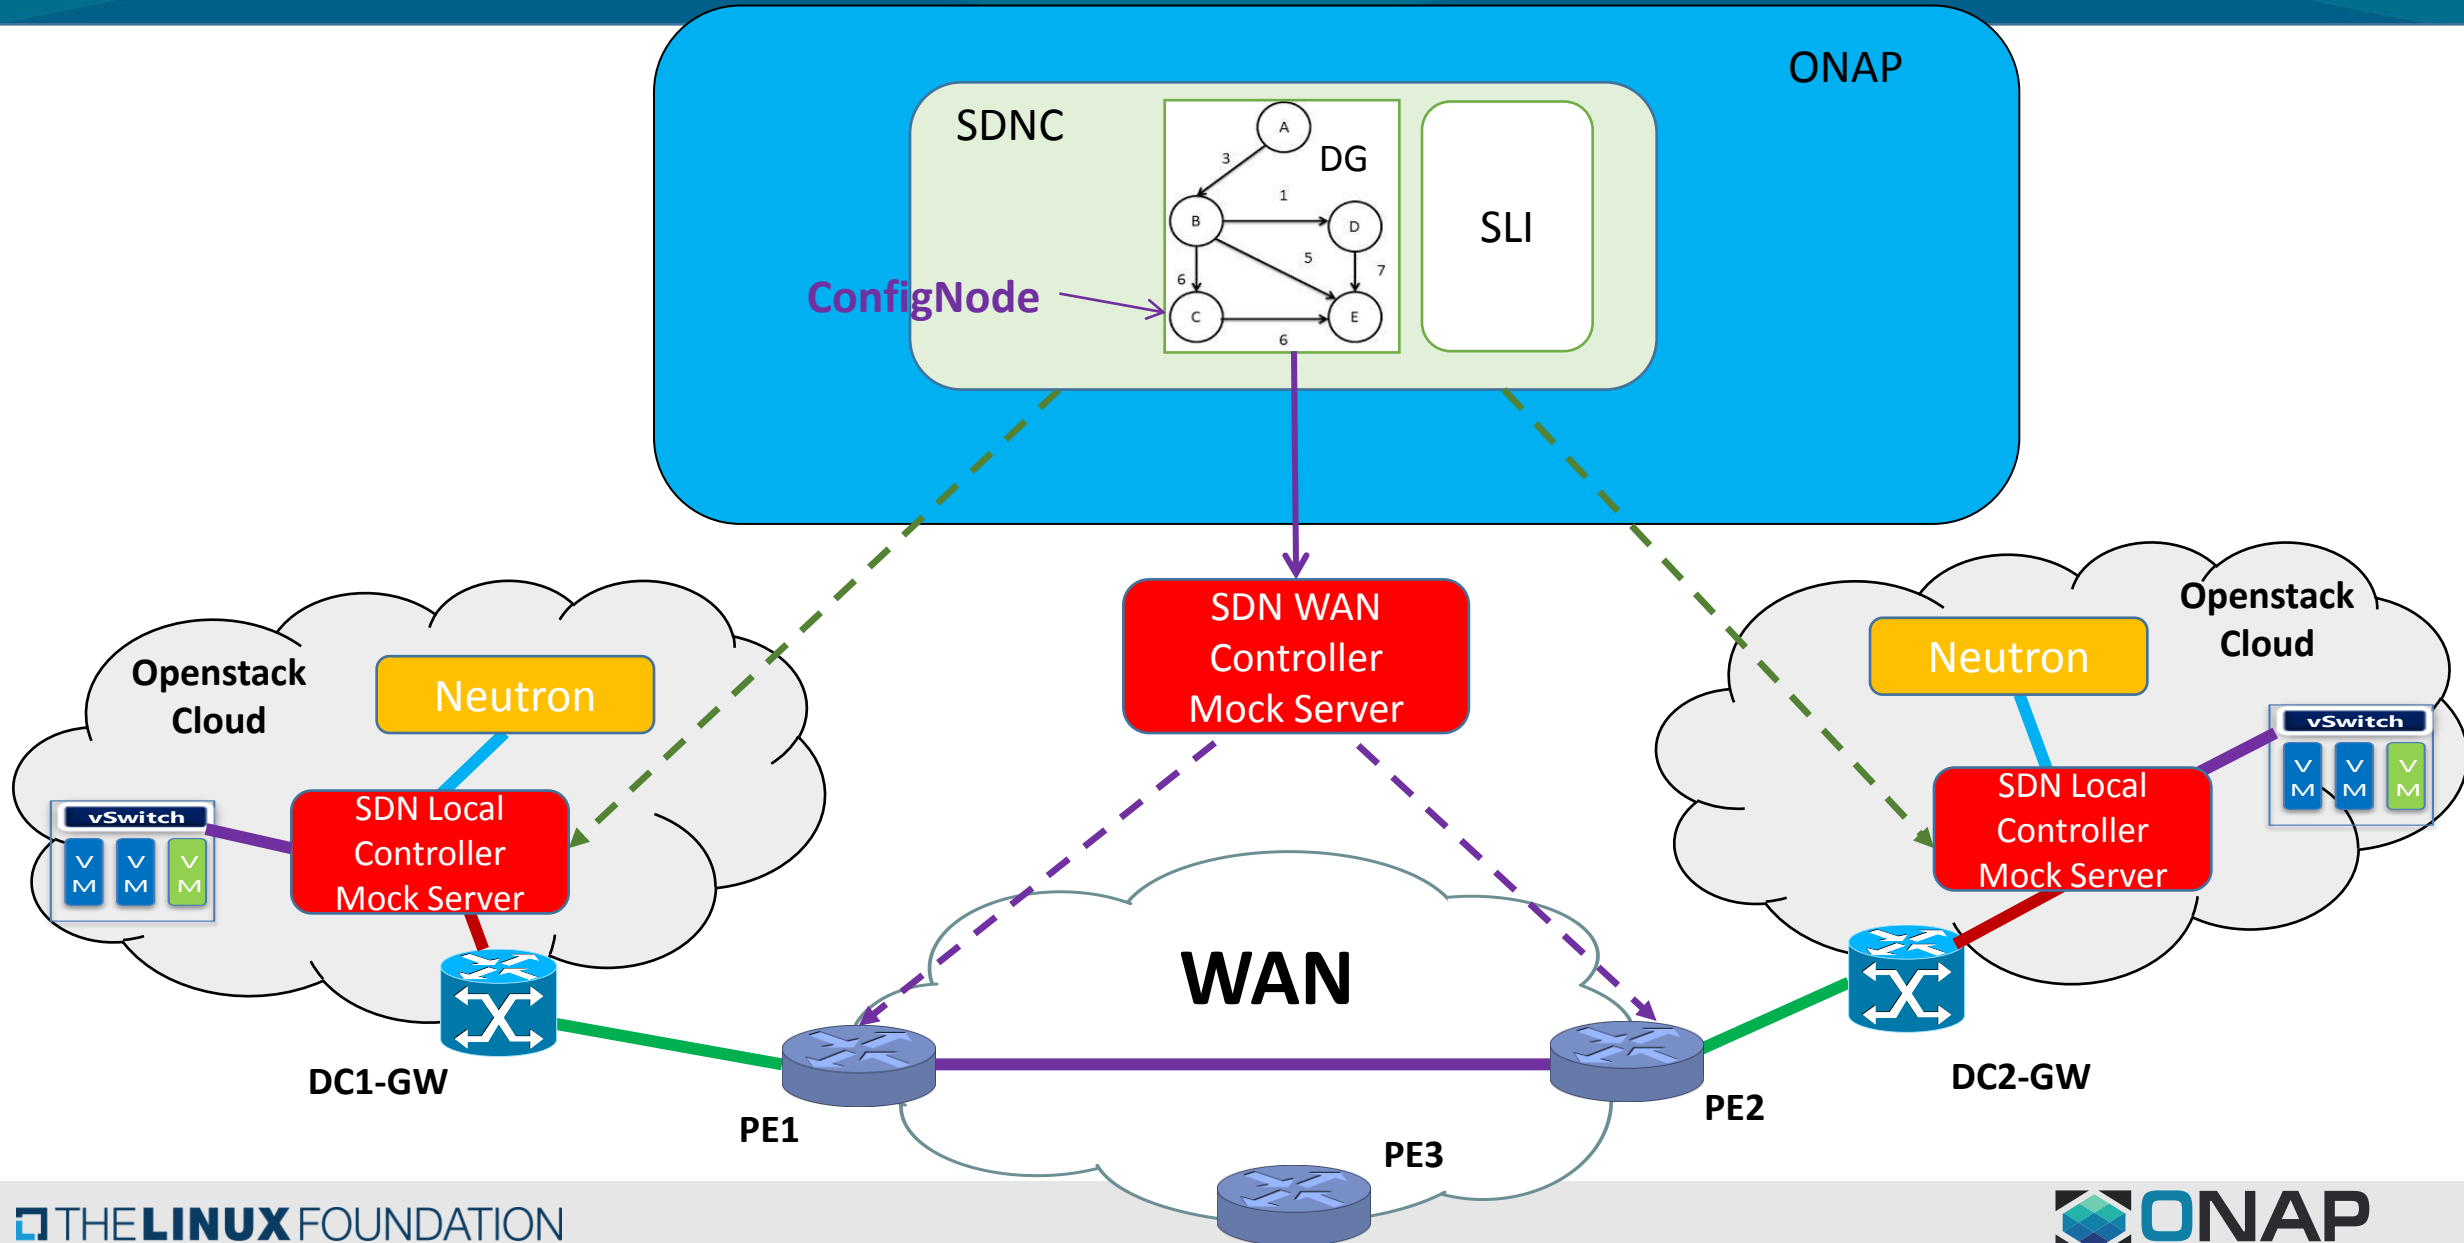 ONAP
SDNC
A
DG
3
1
B
D
SLI
5
7
6
ConfigNode
C
E
6
Openstack
Cloud
Neutron
SDN Local
Controller
Mock Server
vSwitch
V
M
V
M
V
M
DC1-GW
SDN WAN
Controller
Mock Server
WAN
PE1
PE2
PE3
Openstack
Cloud
Neutron
SDN Local
Controller
Mock Server
vSwitch
V
M
V
M
V
M
DC2-GW
THE LINUX FOUNDATION
ONAP